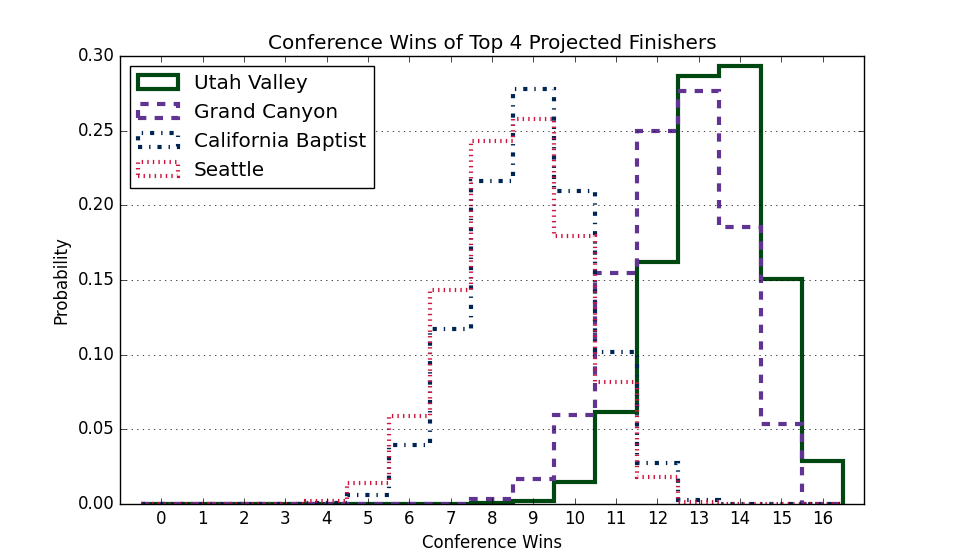 Conference Wins of Top 4 Projected Finishers
Utah Valley
Grand Canyon
California Baptist
Seattle
Probability
0.30
0.25
0.20
0.15
0.10
0.05
0.00
0 1 2 3 4 5 6 7 8 9 10 11 12 13 14 15 16
Conference Wins